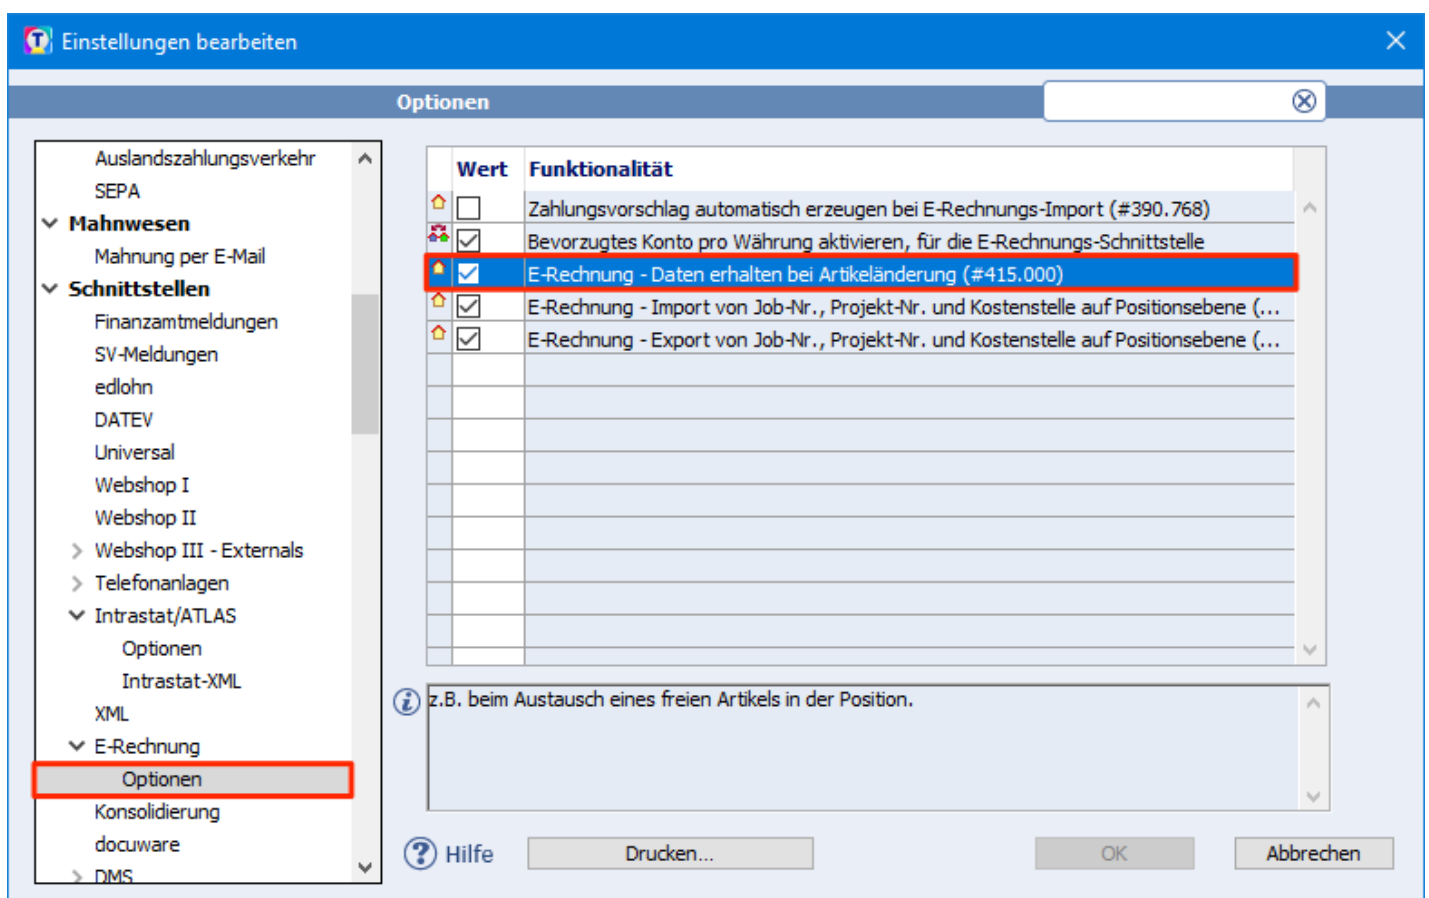 Einstellungen bearbeiten
Optionen
Auslandszahlungsverkehr
SEPA
Mahnwesen
Mahnung per E-Mail
Schnittstellen
Finanzamtmeldungen
SV-Meldungen
edlohn
DATEV
Universal
Webshop I
Webshop II
Webshop III - Externals
Telefonanlagen
Intrastat/ATLAS
Optionen
Intrastat-XML
XML
E-Rechnung
Optionen
Konsolidierung
docuware
DMS
Wert Funktionalität
Zahlungsvorschlag automatisch erzeugen bei E-Rechnungs-Import (#390.768)
Bevorzugtes Konto pro Währung aktivieren, für die E-Rechnungs-Schnittstelle
E-Rechnung - Daten erhalten bei Artikeländerung (#415.000)
E-Rechnung - Import von Job-Nr., Projekt-Nr. und Kostenstelle auf Positionsebene (...
E-Rechnung - Export von Job-Nr., Projekt-Nr. und Kostenstelle auf Positionsebene (...
z.B. beim Austausch eines freien Artikels in der Position.
Hilfe
Drucken...
OK
Abbrechen